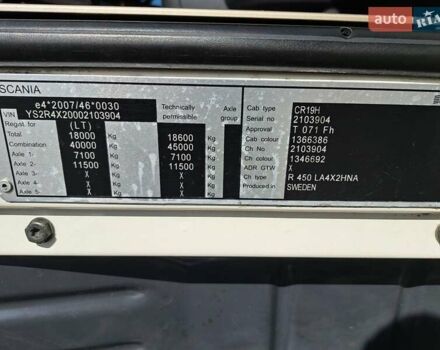 auto RIA
SCANIA
e4*2007/46*0030
VIN YS2R4X20002103904
Regist. for (LT) Technically permissible Axle group
Total 18000 Kg 18600 Kg
Combination 40000 Kg 45000 Kg
Axle 1- 7100 Kg 7100 Kg
Axle 2- 11500 Kg 11500 Kg
Axle 3- X Kg X Kg
Axle 4- X Kg X Kg
Axle 5- X Kg X Kg
Cab type CR19H
Serial no 2103904
Approval T 071 Fh
Cab colour 1366386
Ch No 2103904
Ch colour 1346692
ADR GTW X
Ch type R 450 LA4X2HNA
Produced in SWEDEN